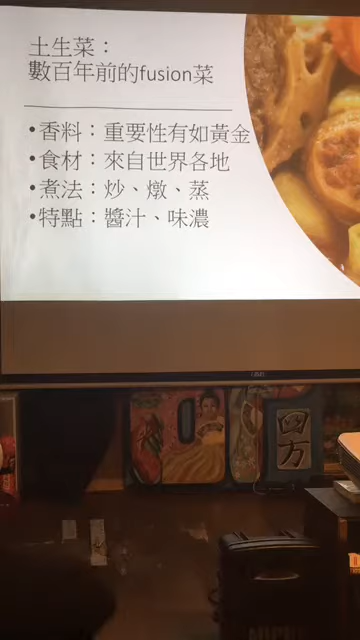 土生菜：
數百年前的fusion菜
•香料：重要性有如黃金
•食材：來自世界各地
•煮法：炒、燉、蒸
•特點：醬汁、味濃
四方